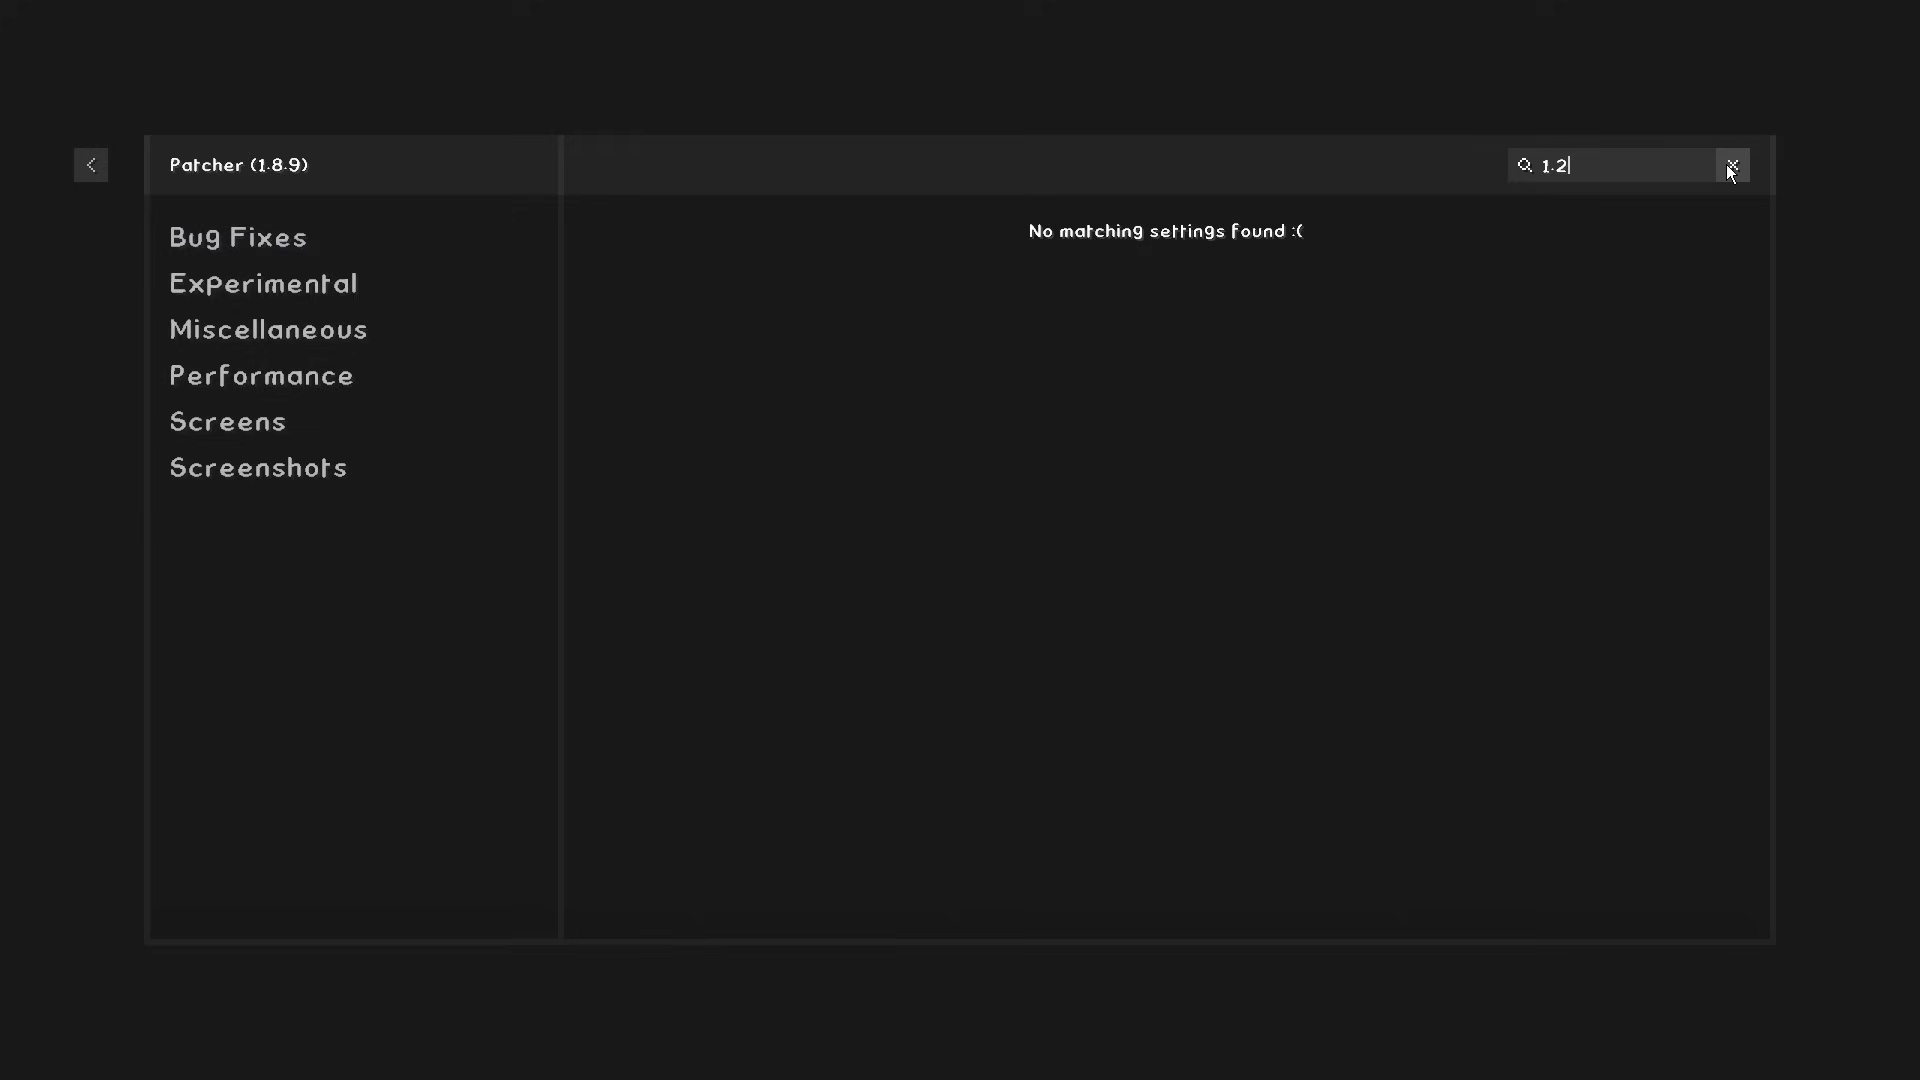 Patcher (1.8.9)
1.2
Bug Fixes
Experimental
Miscellaneous
Performance
Screens
Screenshots
No matching settings found :(